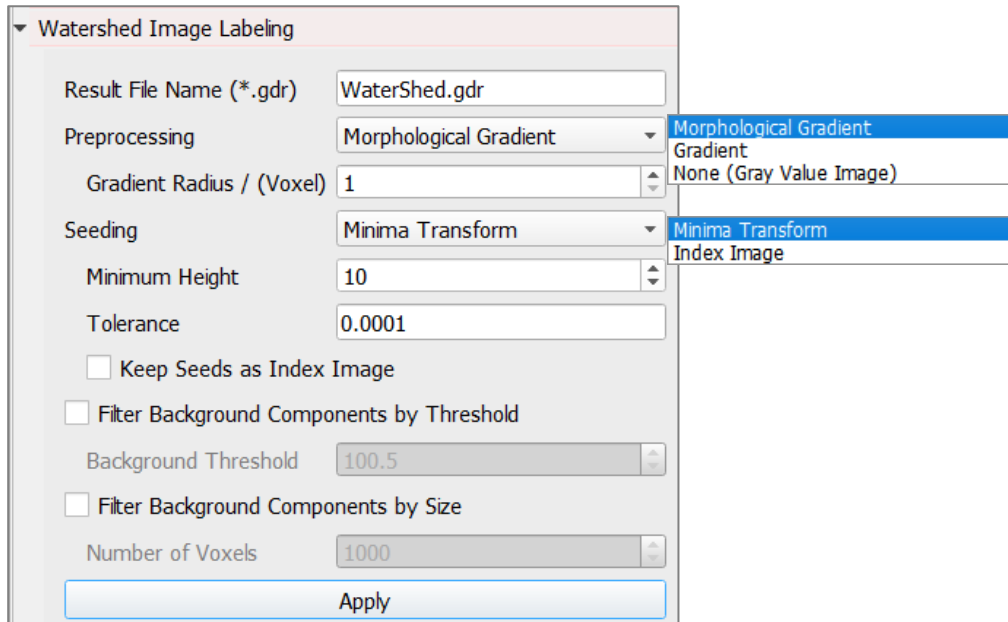 Watershed Image Labeling
Result File Name (*.gdr) WaterShed.gdr
Preprocessing Morphological Gradient
Morphological Gradient
Gradient
None (Gray Value Image)
Gradient Radius / (Voxel) 1
Seeding Minima Transform
Minima Transform
Index Image
Minimum Height 10
Tolerance 0.0001
Keep Seeds as Index Image
Filter Background Components by Threshold
Background Threshold 100.5
Filter Background Components by Size
Number of Voxels 1000
Apply